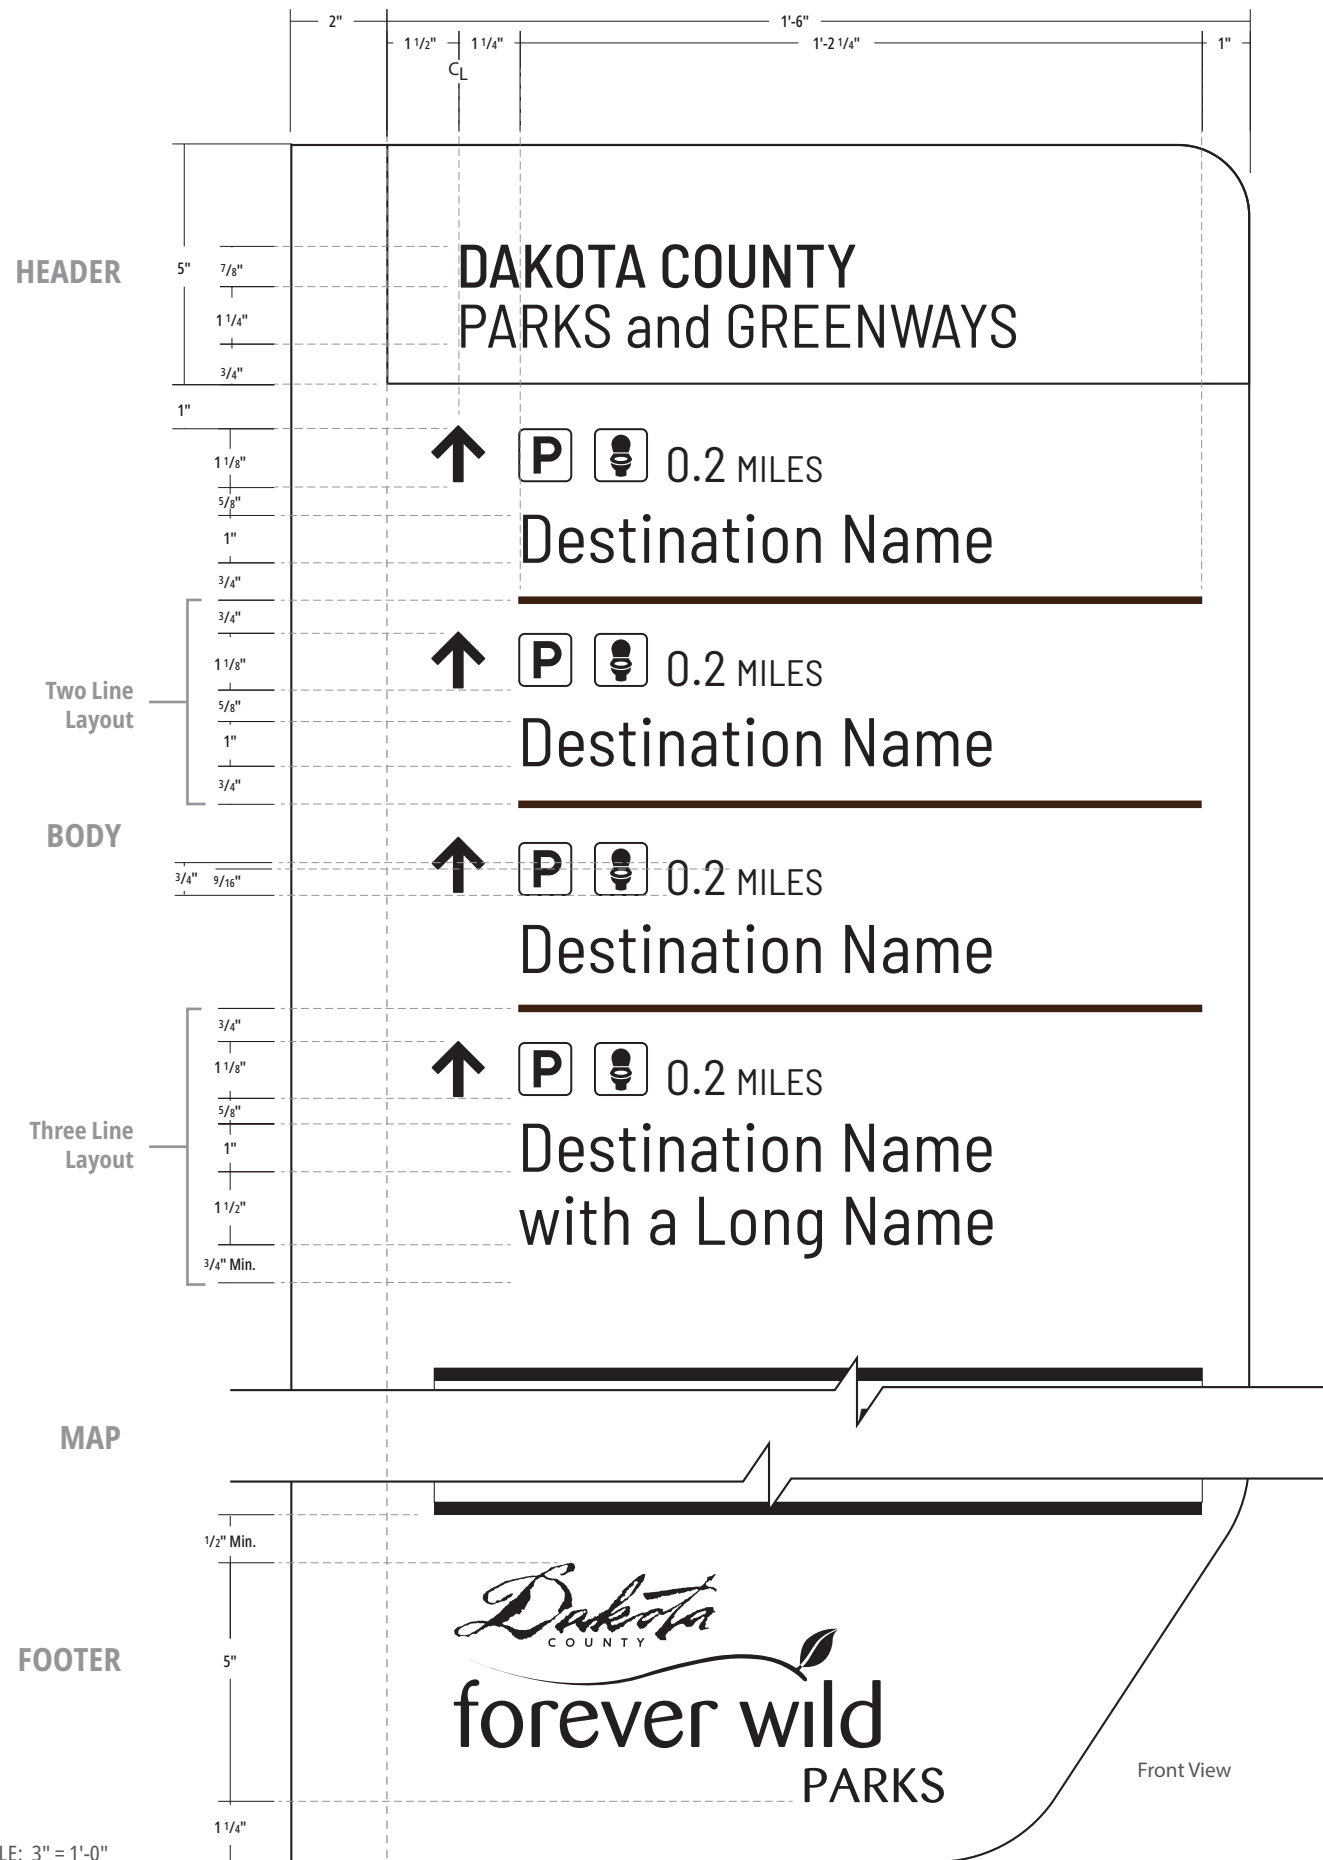 2" 1'-6"
1 1/2" 1 1/4" 1'-2 1/4" 1"
CL
HEADER
5"
7/8"
1 1/4"
3/4"
DAKOTA COUNTY
PARKS and GREENWAYS
1"
1 1/8"
5/8"
1"
3/4"
P 0.2 MILES
Destination Name
Two Line
Layout
3/4"
1 1/8"
5/8"
1"
3/4"
P 0.2 MILES
Destination Name
BODY
3/4" 9/16"
P 0.2 MILES
Destination Name
Three Line
Layout
3/4"
1 1/8"
5/8"
1"
1 1/2"
3/4" Min.
P 0.2 MILES
Destination Name
with a Long Name
MAP
1/2" Min.
FOOTER
5"
1 1/4"
Dakota
COUNTY
forever wild
PARKS
Front View
LE: 3" = 1'-0"